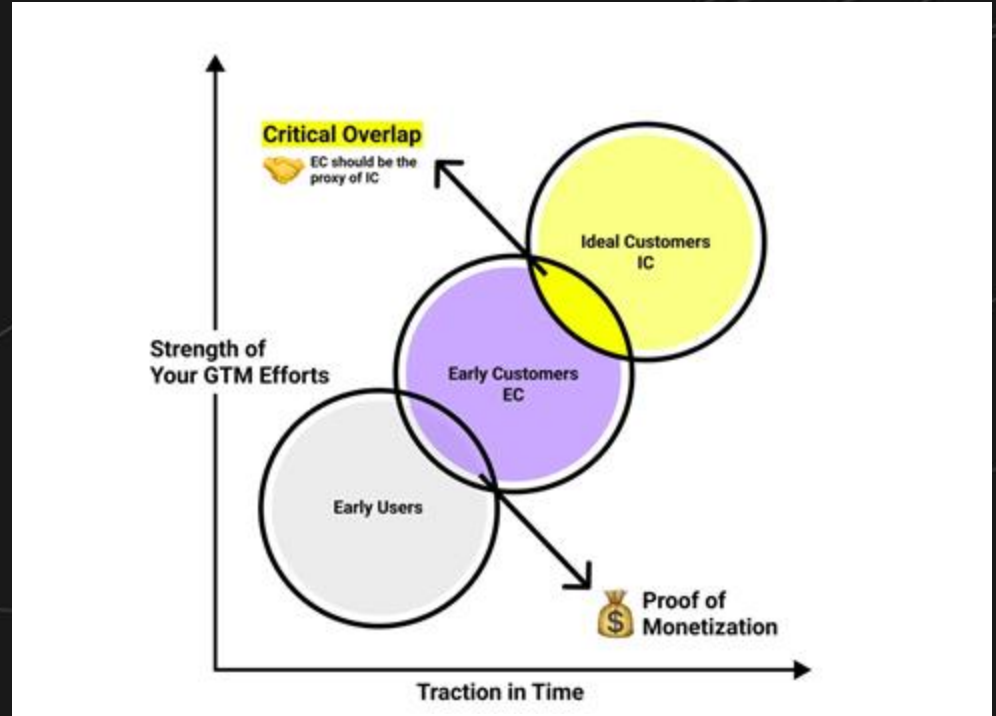 Critical Overlap
EC should be the
proxy of IC
Ideal Customers
IC
Strength of
Your GTM Efforts
Early Customers
EC
Early Users
$
Proof of
Monetization
Traction in Time